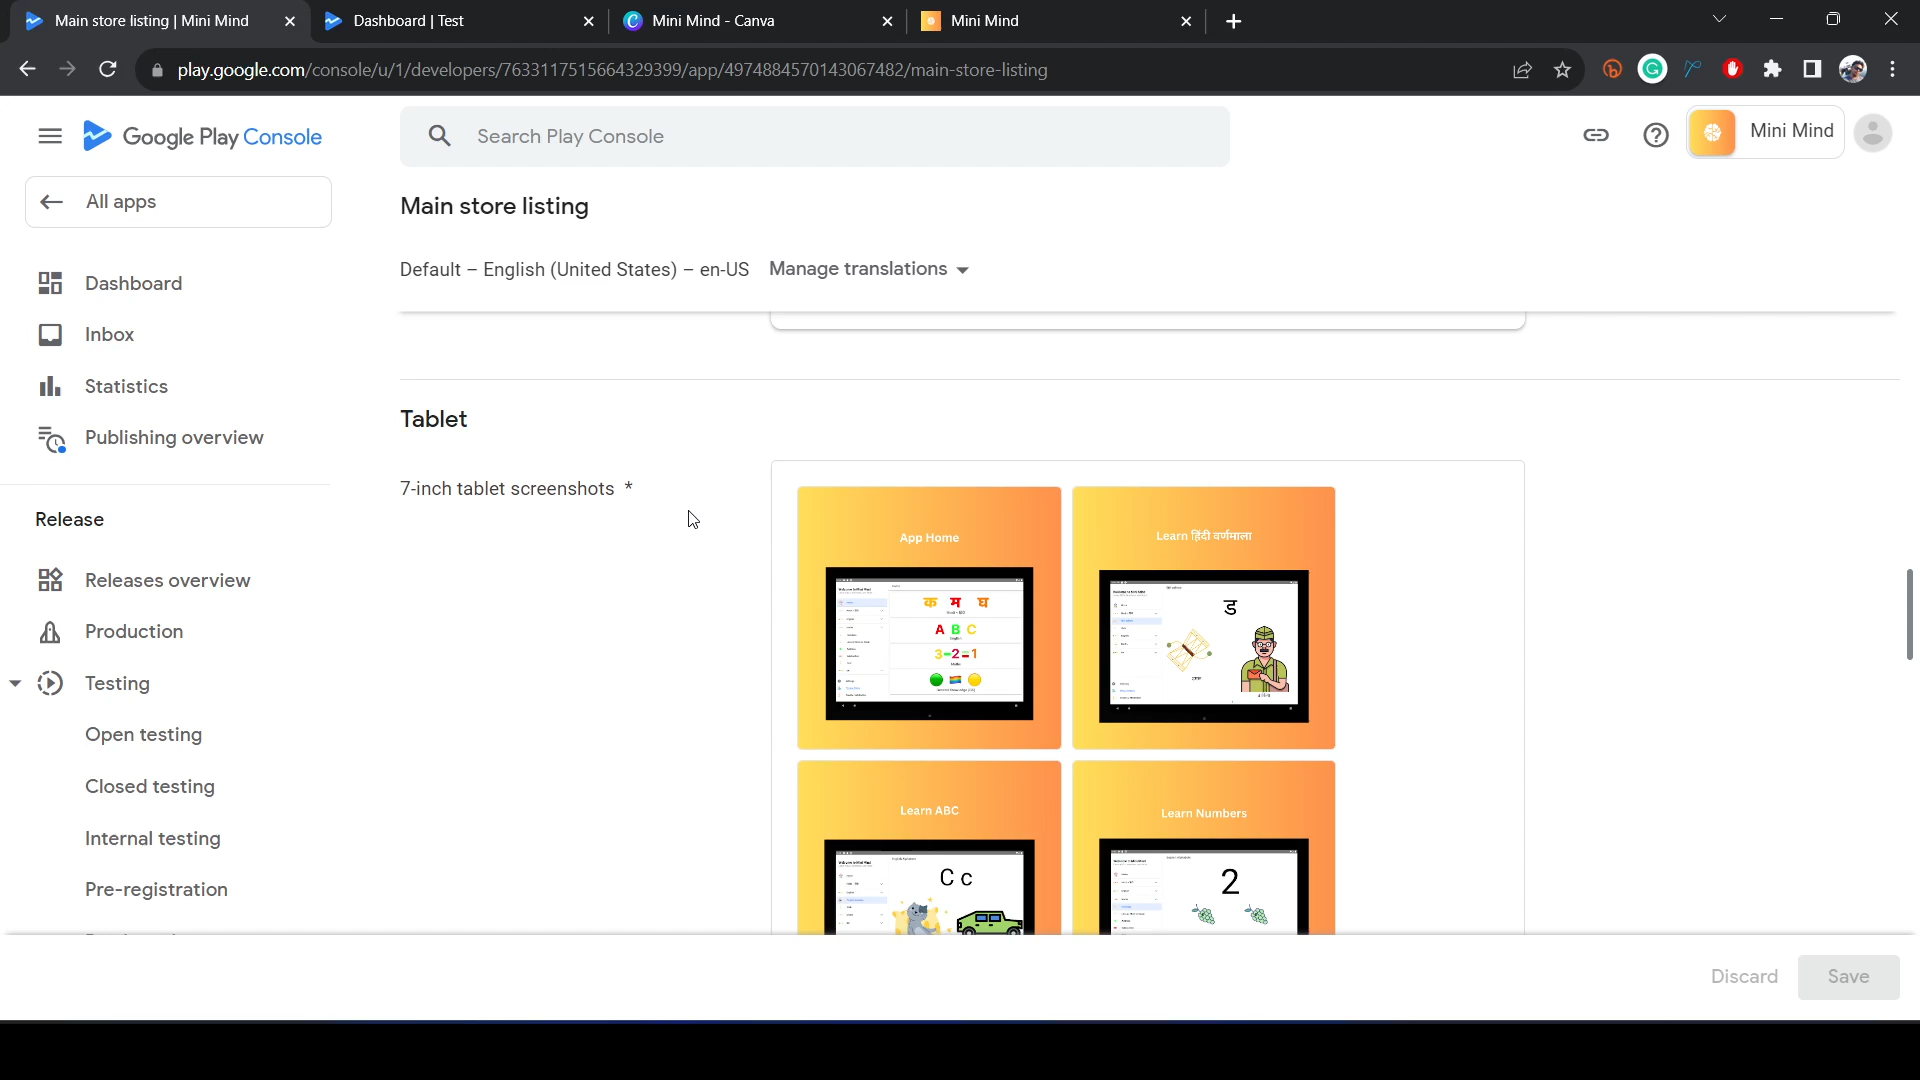 Main store listing | Mini Mind
Dashboard | Test
Mini Mind - Canva
Mini Mind
play.google.com/console/u/1/developers/7633117515664329399/app/4974884570143067482/main-store-listing
Google Play Console
Search Play Console
Mini Mind
All apps
Main store listing
Default – English (United States) – en-US
Manage translations
Dashboard
Inbox
Statistics
Publishing overview
Release
Releases overview
Production
Testing
Open testing
Closed testing
Internal testing
Pre-registration
Tablet
7-inch tablet screenshots *
App Home
क म घ
A B C
English
3-2=1
Learn हिंदी वर्णमाला
ड
Learn ABC
C c
Learn Numbers
2
Discard
Save